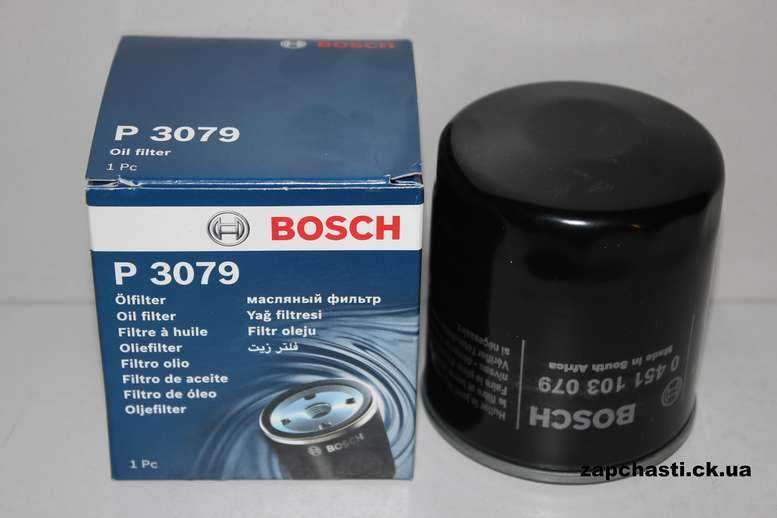 BOSCH
P 3079
Oil filter
1 Pc
BOSCH
P 3079
Ölfilter
Oil filter
Filtre à huile
Oliefilter
Filtro olio
Filtro de aceite
Filtro de óleo
Oljefilter
масляный фильтр
Yağ filtresi
Filtr oleju
فلتر زيت
BOSCH
1 Pc
BOSCH
0 451 103 079
Made in South Africa
si nécessaire
zapchasti.ck.ua